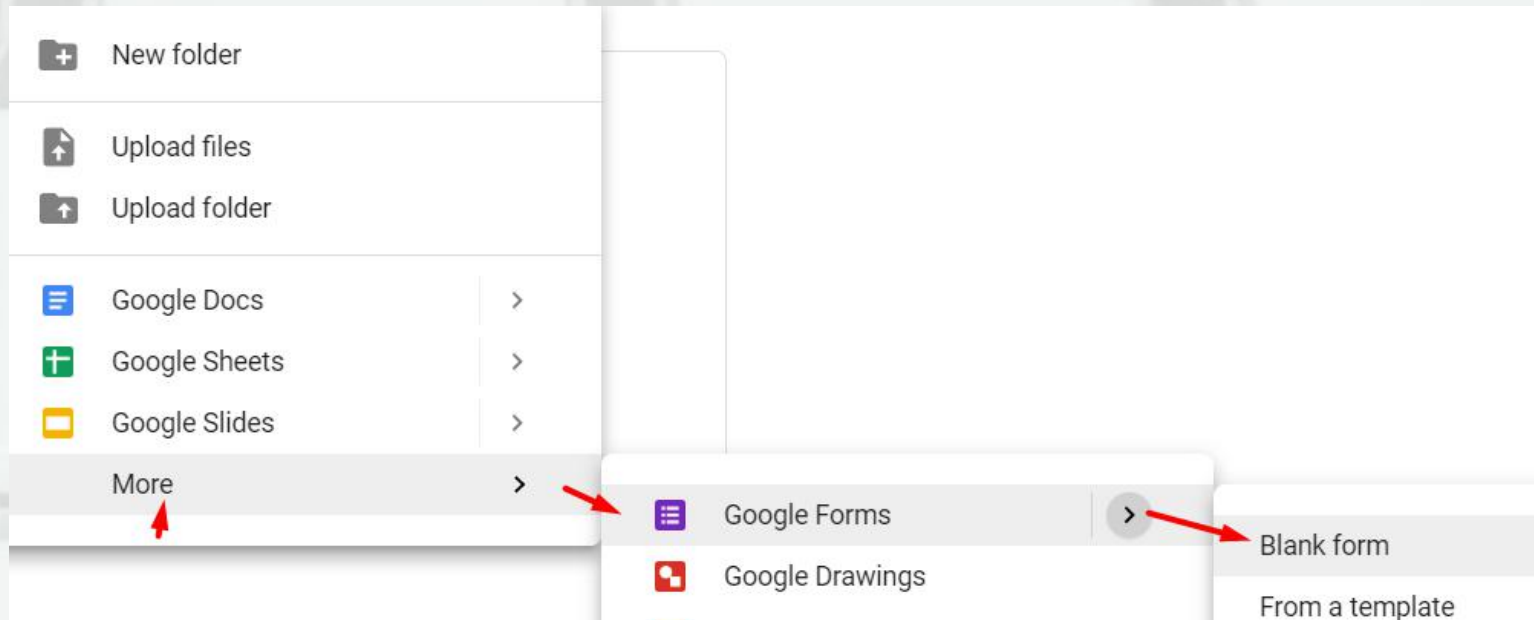 New folder
Upload files
Upload folder
Google Docs
Google Sheets
Google Slides
More
Google Forms
Google Drawings
Blank form
From a template